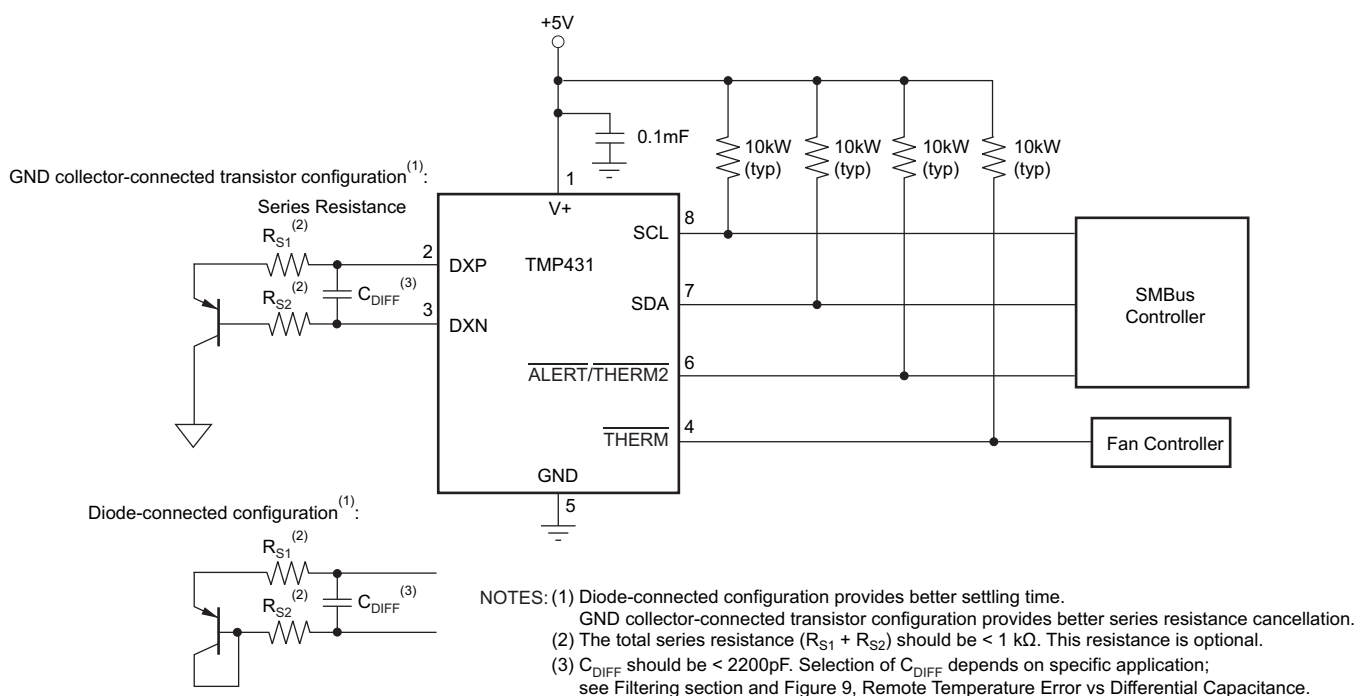 +5V
0.1mF
10kW
(typ)
10kW
(typ)
10kW
(typ)
10kW
(typ)
GND collector-connected transistor configuration(1):
Series Resistance
RS1(2)
RS2(2)
CDIFF(3)
1
V+
2
DXP
3
DXN
TMP431
8
SCL
7
SDA
6
ALERT/THERM2
4
THERM
GND
5
SMBus
Controller
Fan Controller
Diode-connected configuration(1):
RS1(2)
RS2(2)
CDIFF(3)
NOTES: (1) Diode-connected configuration provides better settling time.
GND collector-connected transistor configuration provides better series resistance cancellation.
(2) The total series resistance (RS1 + RS2) should be < 1 kΩ. This resistance is optional.
(3) CDIFF should be < 2200pF. Selection of CDIFF depends on specific application;
see Filtering section and Figure 9, Remote Temperature Error vs Differential Capacitance.